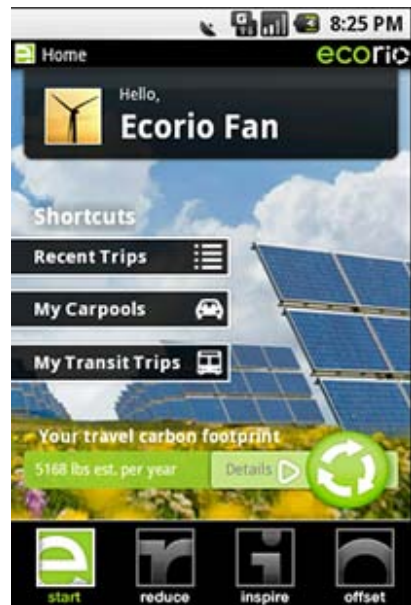 8:25 PM
Home
ecorio
Hello,
Ecorio Fan
Shortcuts
Recent Trips
My Carpools
My Transit Trips
Your travel carbon footprint
5168 lbs est. per year
Details
e r i o
start reduce inspire offset